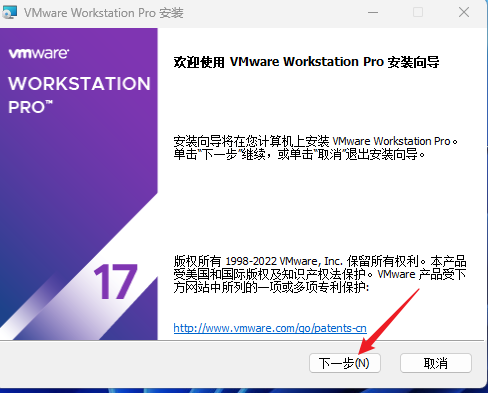 VMware Workstation Pro 安装
vmware
WORKSTATION
PRO™
17
欢迎使用 VMware Workstation Pro 安装向导
安装向导将在您计算机上安装 VMware Workstation Pro。
单击“下一步”继续，或单击“取消”退出安装向导。
版权所有 1998-2022 VMware, Inc. 保留所有权利。本产品
受美国和国际版权及知识产权法保护。VMware 产品受下
方网站中所列的一项或多项专利保护:
http://www.vmware.com/go/patents-cn
下一步(N)
取消